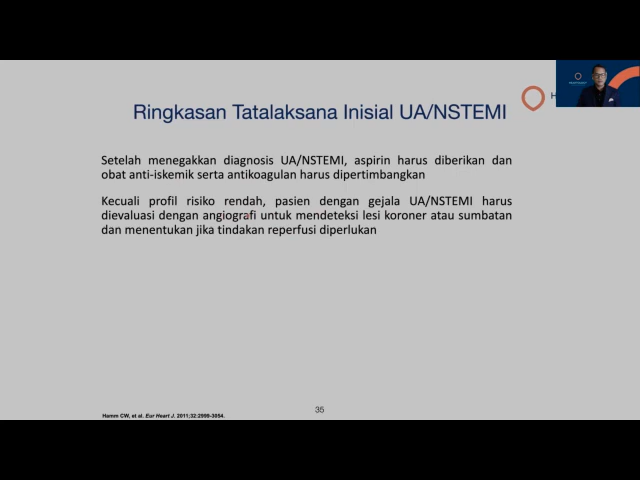 Ringkasan Tatalaksana Inisial UA/NSTEMI
Setelah menegakkan diagnosis UA/NSTEMI, aspirin harus diberikan dan
obat anti-iskemik serta antikoagulan harus dipertimbangkan
Kecuali profil risiko rendah, pasien dengan gejala UA/NSTEMI harus
dievaluasi dengan angiografi untuk mendeteksi lesi koroner atau sumbatan
dan menentukan jika tindakan reperfusi diperlukan
35
Hamm CW, et al. Eur Heart J. 2011;32:2999-3054.